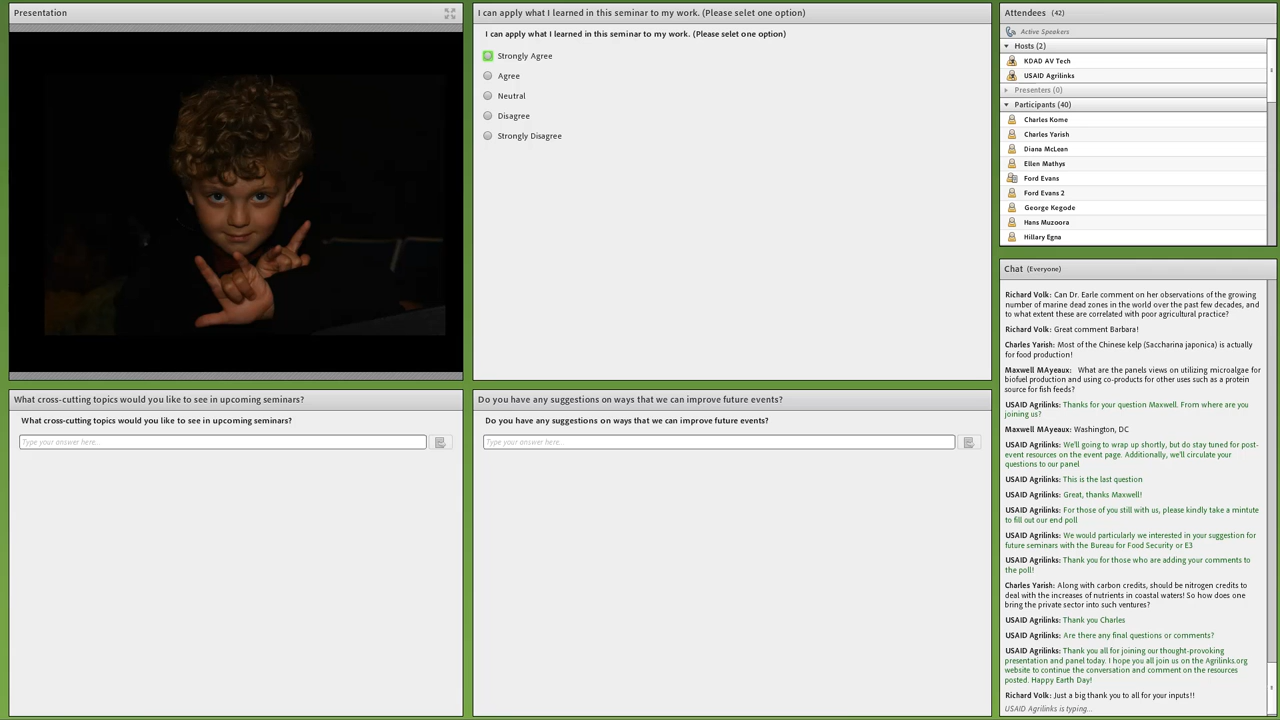 Presentation
I can apply what I learned in this seminar to my work. (Please selet one option)
I can apply what I learned in this seminar to my work. (Please selet one option)
Strongly Agree
Agree
Neutral
Disagree
Strongly Disagree
What cross-cutting topics would you like to see in upcoming seminars?
What cross-cutting topics would you like to see in upcoming seminars?
Type your answer here...
Do you have any suggestions on ways that we can improve future events?
Do you have any suggestions on ways that we can improve future events?
Type your answer here...
Attendees (42)
Active Speakers
Hosts (2)
KDAD AV Tech
USAID Agrilinks
Presenters (0)
Participants (40)
Charles Kome
Charles Yarish
Diana McLean
Ellen Mathys
Ford Evans
Ford Evans 2
George Kegode
Hans Muzoora
Hillary Egna
Chat (Everyone)
Richard Volk: Can Dr. Earle comment on her observations of the growing
number of marine dead zones in the world over the past few decades, and
to what extent these are correlated with poor agricultural practice?
Richard Volk: Great comment Barbara!
Charles Yarish: Most of the Chinese kelp (Saccharina japonica) is actually
for food production!
Maxwell MAyeaux: What are the panels views on utilizing microalgae for
biofuel production and using co-products for other uses such as a protein
source for fish feeds?
USAID Agrilinks: Thanks for your question Maxwell. From where are you
joining us?
Maxwell MAyeaux: Washington, DC
USAID Agrilinks: We'll going to wrap up shortly, but do stay tuned for post-
event resources on the event page. Additionally, we'll circulate your
questions to our panel
USAID Agrilinks: This is the last question
USAID Agrilinks: Great, thanks Maxwell!
USAID Agrilinks: For those of you still with us, please kindly take a mintute
to fill out our end poll
USAID Agrilinks: We would particularly we interested in your suggestion for
future seminars with the Bureau for Food Security or E3
USAID Agrilinks: Thank you for those who are adding your comments to
the poll!
Charles Yarish: Along with carbon credits, should be nitrogen credits to
deal with the increases of nutrients in coastal waters! So how does one
bring the private sector into such ventures?
USAID Agrilinks: Thank you Charles
USAID Agrilinks: Are there any final questions or comments?
USAID Agrilinks: Thank you all for joining our thought-provoking
presentation and panel today. I hope you all join us on the Agrilinks.org
website to continue the conversation and comment on the resources
posted. Happy Earth Day!
Richard Volk: Just a big thank you to all for your inputs!!
USAID Agrilinks is typing...